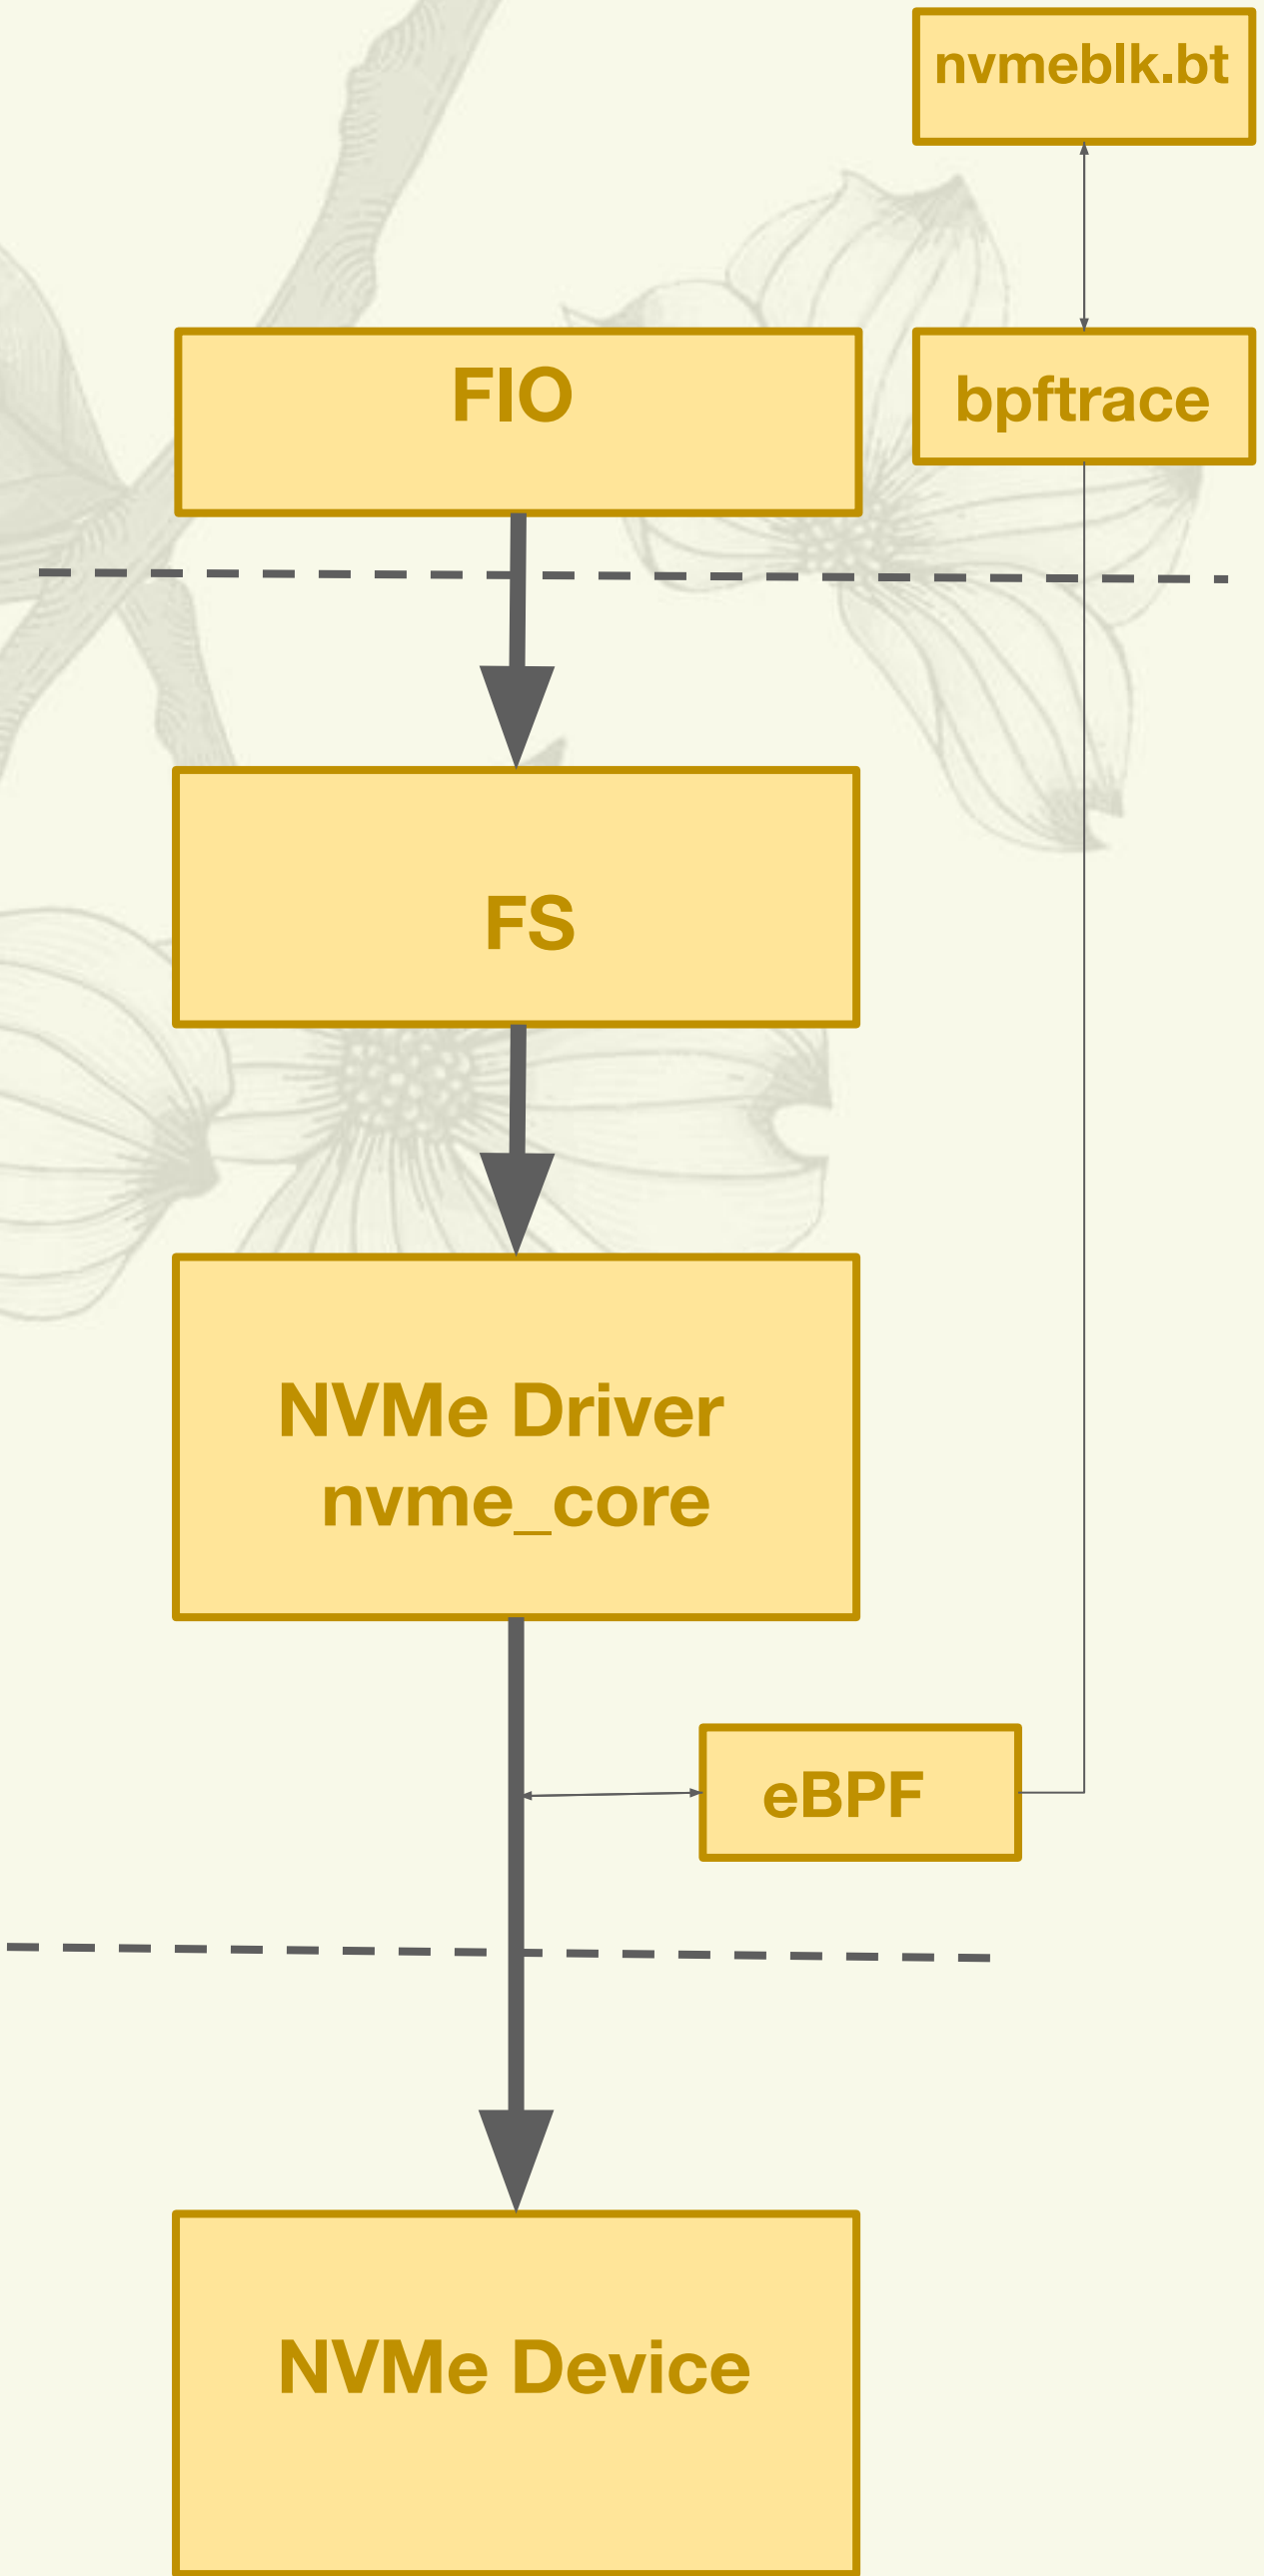 nvmeblk.bt
FIO
bpftrace
FS
NVMe Driver
nvme_core
eBPF
NVMe Device